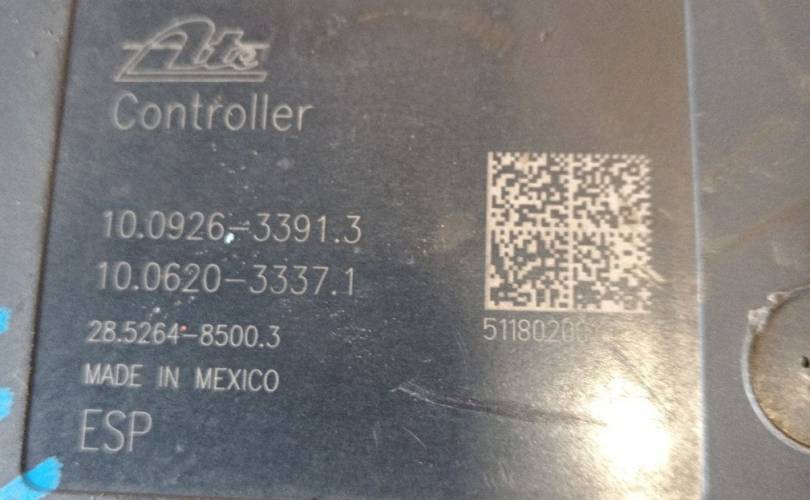 Ate
Controller
10.0926-3391.3
10.0620-3337.1
28.5264-8500.3
MADE IN MEXICO
ESP